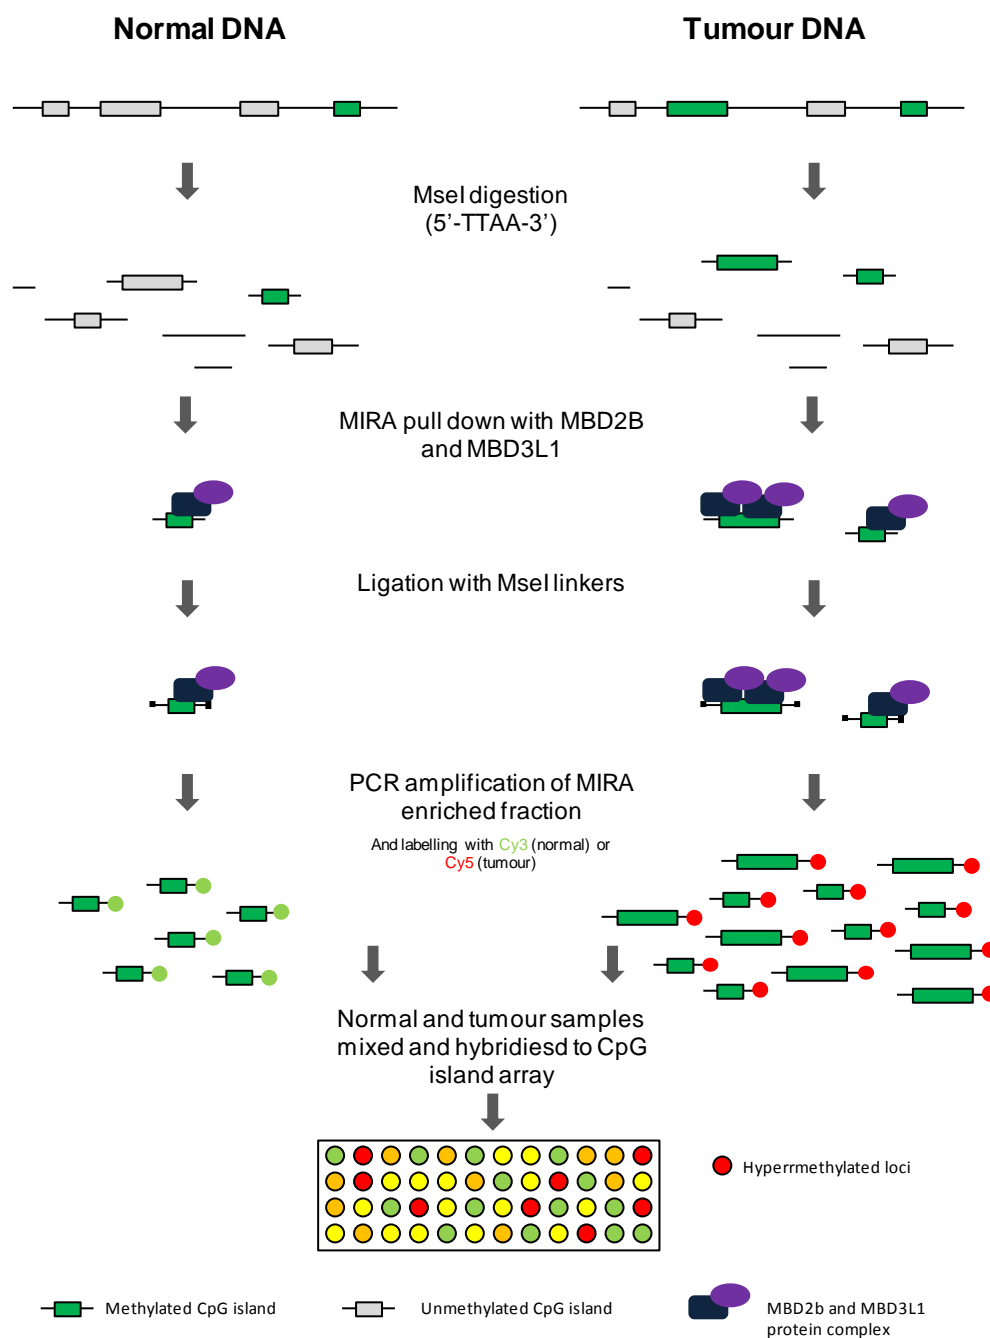 Normal DNA
Tumour DNA
MseI digestion
(5’-TTAA-3’)
MIRA pull down with MBD2B
and MBD3L1
Ligation with MseI linkers
PCR amplification of MIRA
enriched fraction
And labelling with Cy3 (normal) or
Cy5 (tumour)
Normal and tumour samples
mixed and hybridiesd to CpG
island array
Hyperrmethylated loci
Methylated CpG island
Unmethylated CpG island
MBD2b and MBD3L1
protein complex